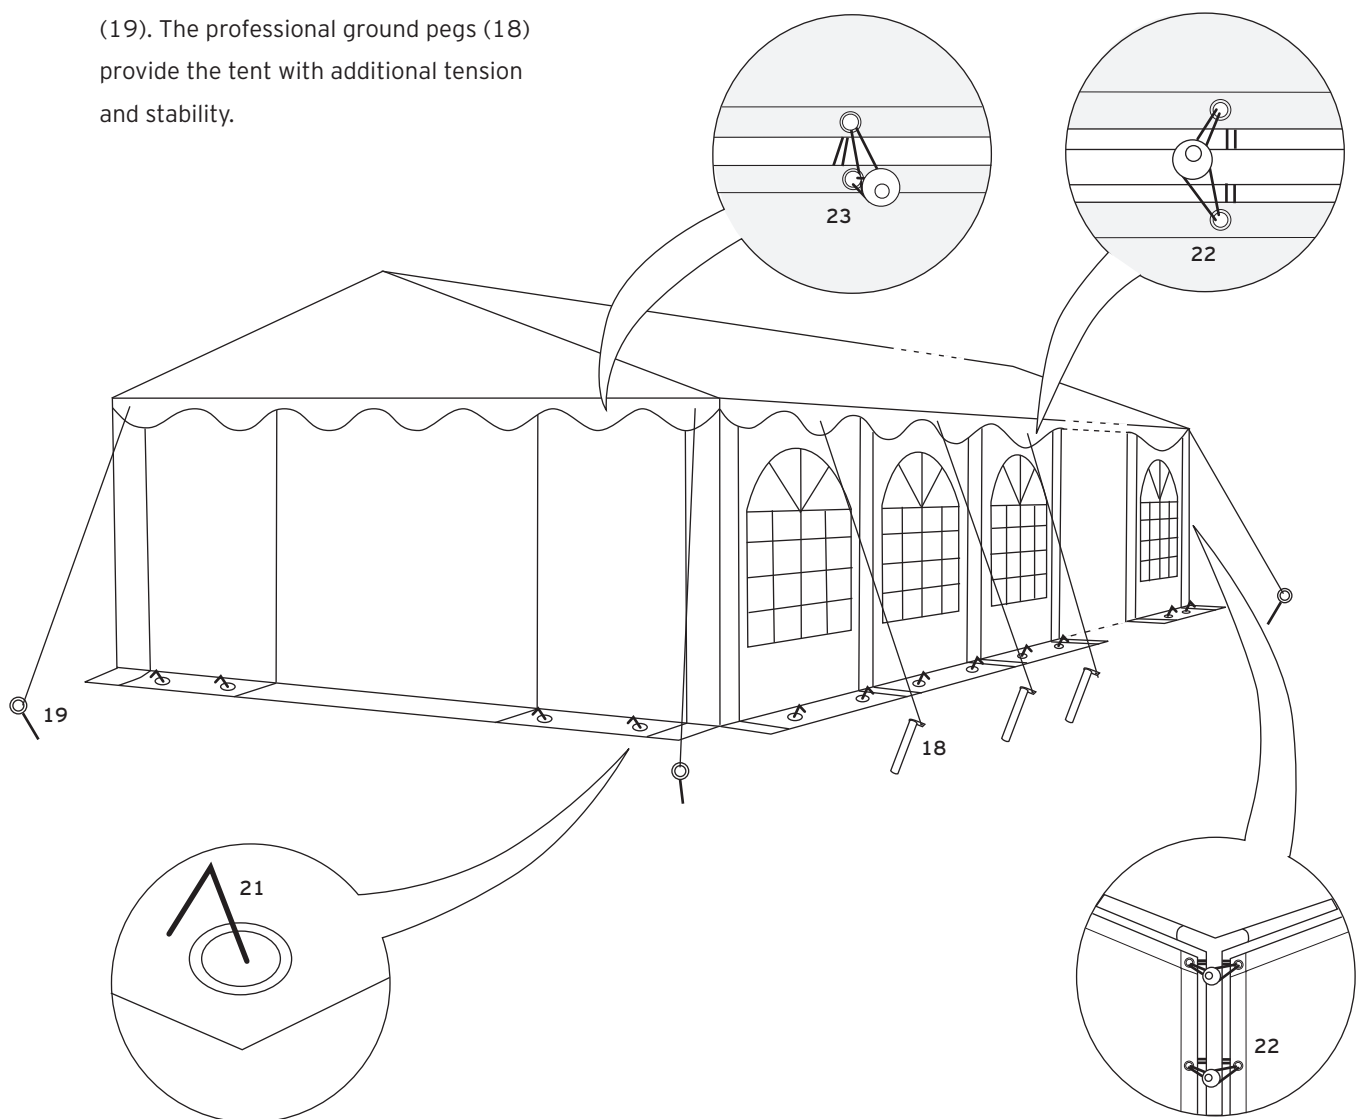 (19). The professional ground pegs (18)
provide the tent with additional tension
and stability.
23
22
19
18
21
22